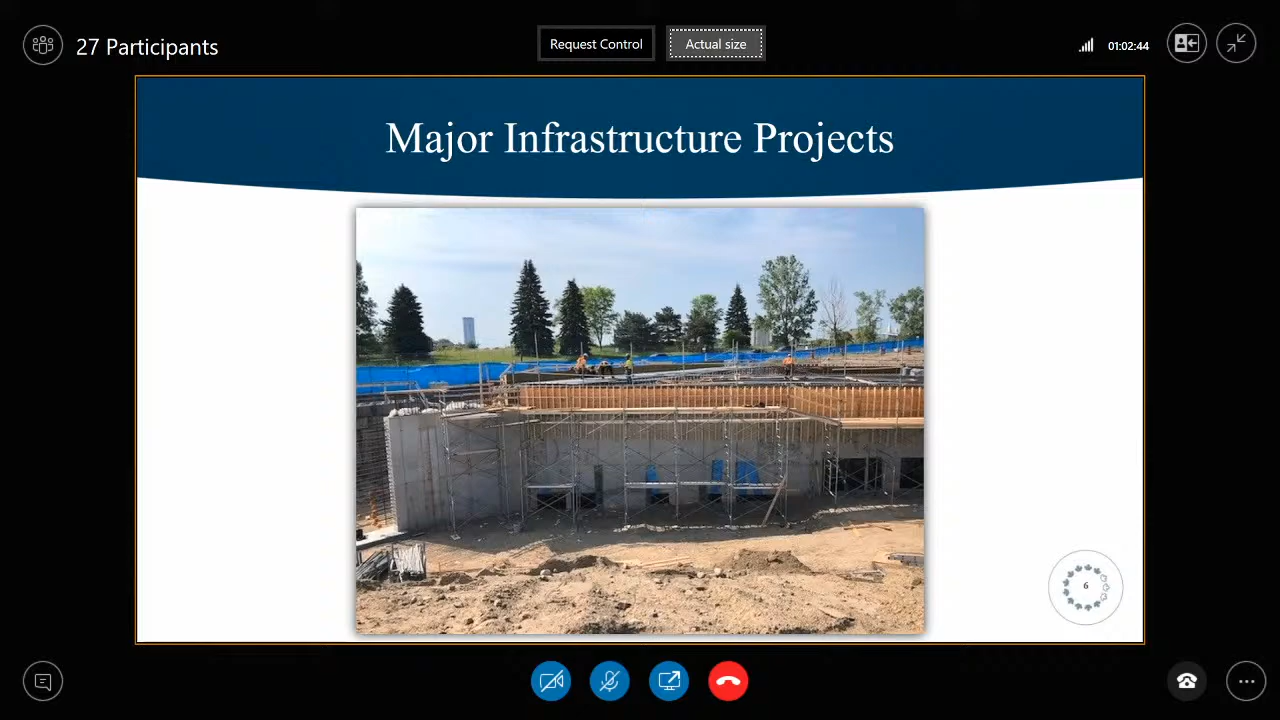 27 Participants
Request Control
Actual size
01:02:44
Major Infrastructure Projects
6